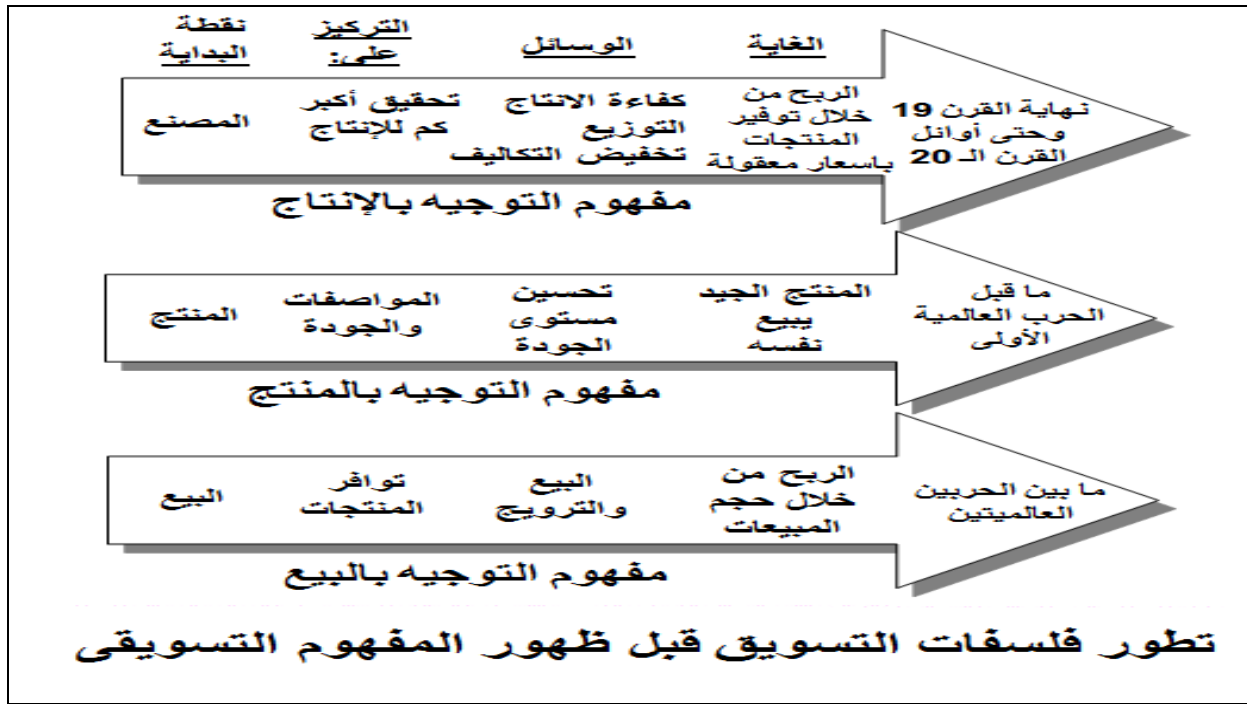 نقطة البداية
التركيز على:
الوسائل
الغاية
المصنع
تحقيق أكبر
كم للإنتاج
كفاءة الانتاج
التوزيع
تخفيض التكاليف
الربح من
خلال توفير
المنتجات
باسعار معقولة
نهاية القرن 19
وحتى أوائل
القرن الـ 20
مفهوم التوجيه بالإنتاج
المنتج
المواصفات
والجودة
تحسين
مستوى
الجودة
المنتج الجيد
يبيع
نفسه
ما قبل
الحرب العالمية
الأولى
مفهوم التوجيه بالمنتج
البيع
توافر
المنتجات
البيع
والترويج
الربح من
خلال حجم
المبيعات
ما بين الحربين
العالميتين
مفهوم التوجيه بالبيع
تطور فلسفات التسويق قبل ظهور المفهوم التسويقى